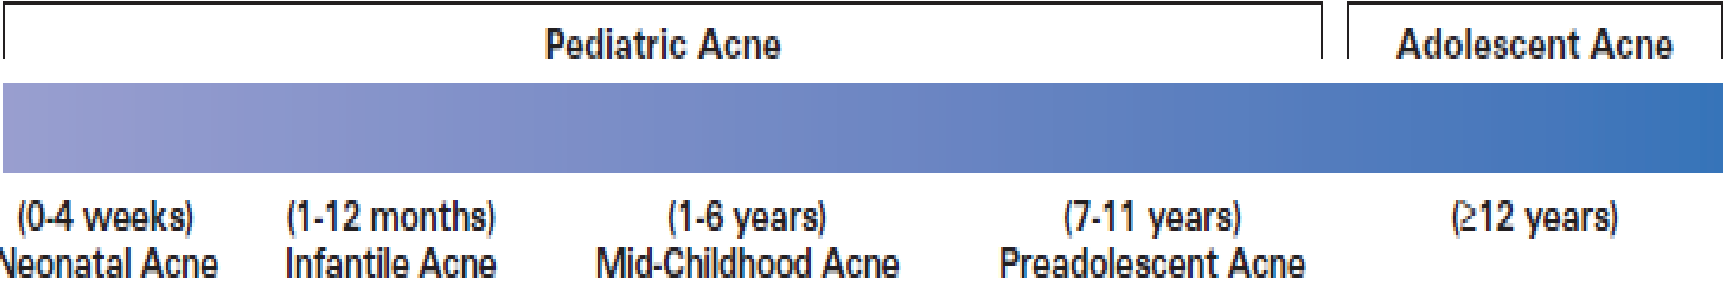 Pediatric Acne
Adolescent Acne
(0-4 weeks) (1-12 months) (1-6 years) (7-11 years) (≥12 years)
Neonatal Acne Infantile Acne Mid-Childhood Acne Preadolescent Acne